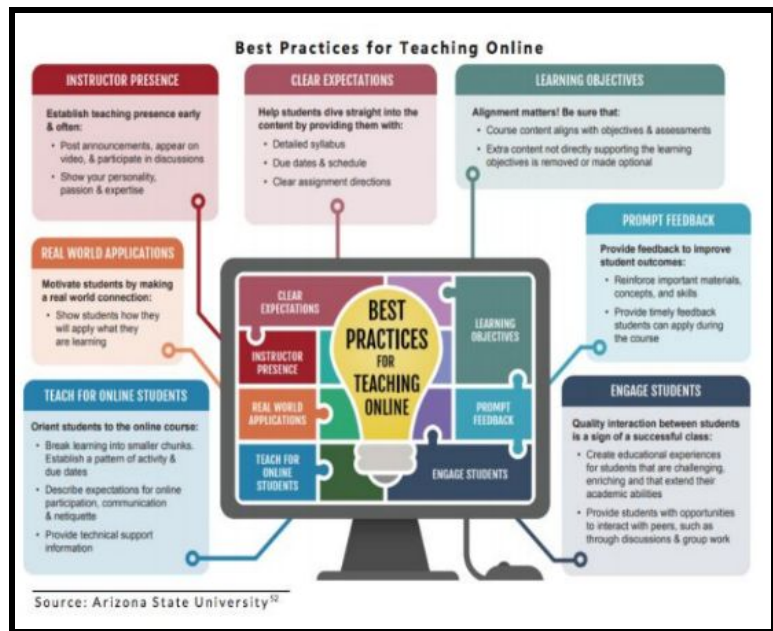 Best Practices for Teaching Online
INSTRUCTOR PRESENCE
Establish teaching presence early
& often:
• Post announcements, appear on
video, & participate in discussions
• Show your personality,
passion & expertise
CLEAR EXPECTATIONS
Help students dive straight into the
content by providing them with:
• Detailed syllabus
• Due dates & schedule
• Clear assignment directions
LEARNING OBJECTIVES
Alignment matters! Be sure that:
• Course content aligns with objectives & assessments
• Extra content not directly supporting the learning
objectives is removed or made optional
REAL WORLD APPLICATIONS
Motivate students by making
a real world connection:
• Show students how they
will apply what they
are learning
PROMPT FEEDBACK
Provide feedback to improve
student outcomes:
• Reinforce important materials,
concepts, and skills
• Provide timely feedback
students can apply during
the course
TEACH FOR ONLINE STUDENTS
Orient students to the online course:
• Break learning into smaller chunks.
Establish a pattern of activity &
due dates
• Describe expectations for online
participation, communication
& netiquette
• Provide technical support
information
ENGAGE STUDENTS
Quality interaction between students
is a sign of a successful class:
• Create educational experiences
for students that are challenging,
enriching and that extend their
academic abilities
• Provide students with opportunities
to interact with peers, such as
through discussions & group work
CLEAR
EXPECTATIONS
INSTRUCTOR
PRESENCE
REAL WORLD
APPLICATIONS
TEACH FOR
ONLINE
STUDENTS
BEST
PRACTICES
FOR
TEACHING
ONLINE
LEARNING
OBJECTIVES
PROMPT
FEEDBACK
ENGAGE STUDENTS
Source: Arizona State University52